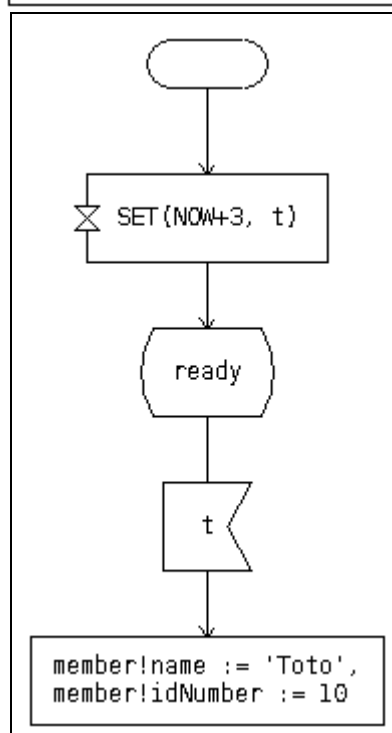 SET(NOW+3, t)
ready
t
member!name := 'Toto',
member!idNumber := 10